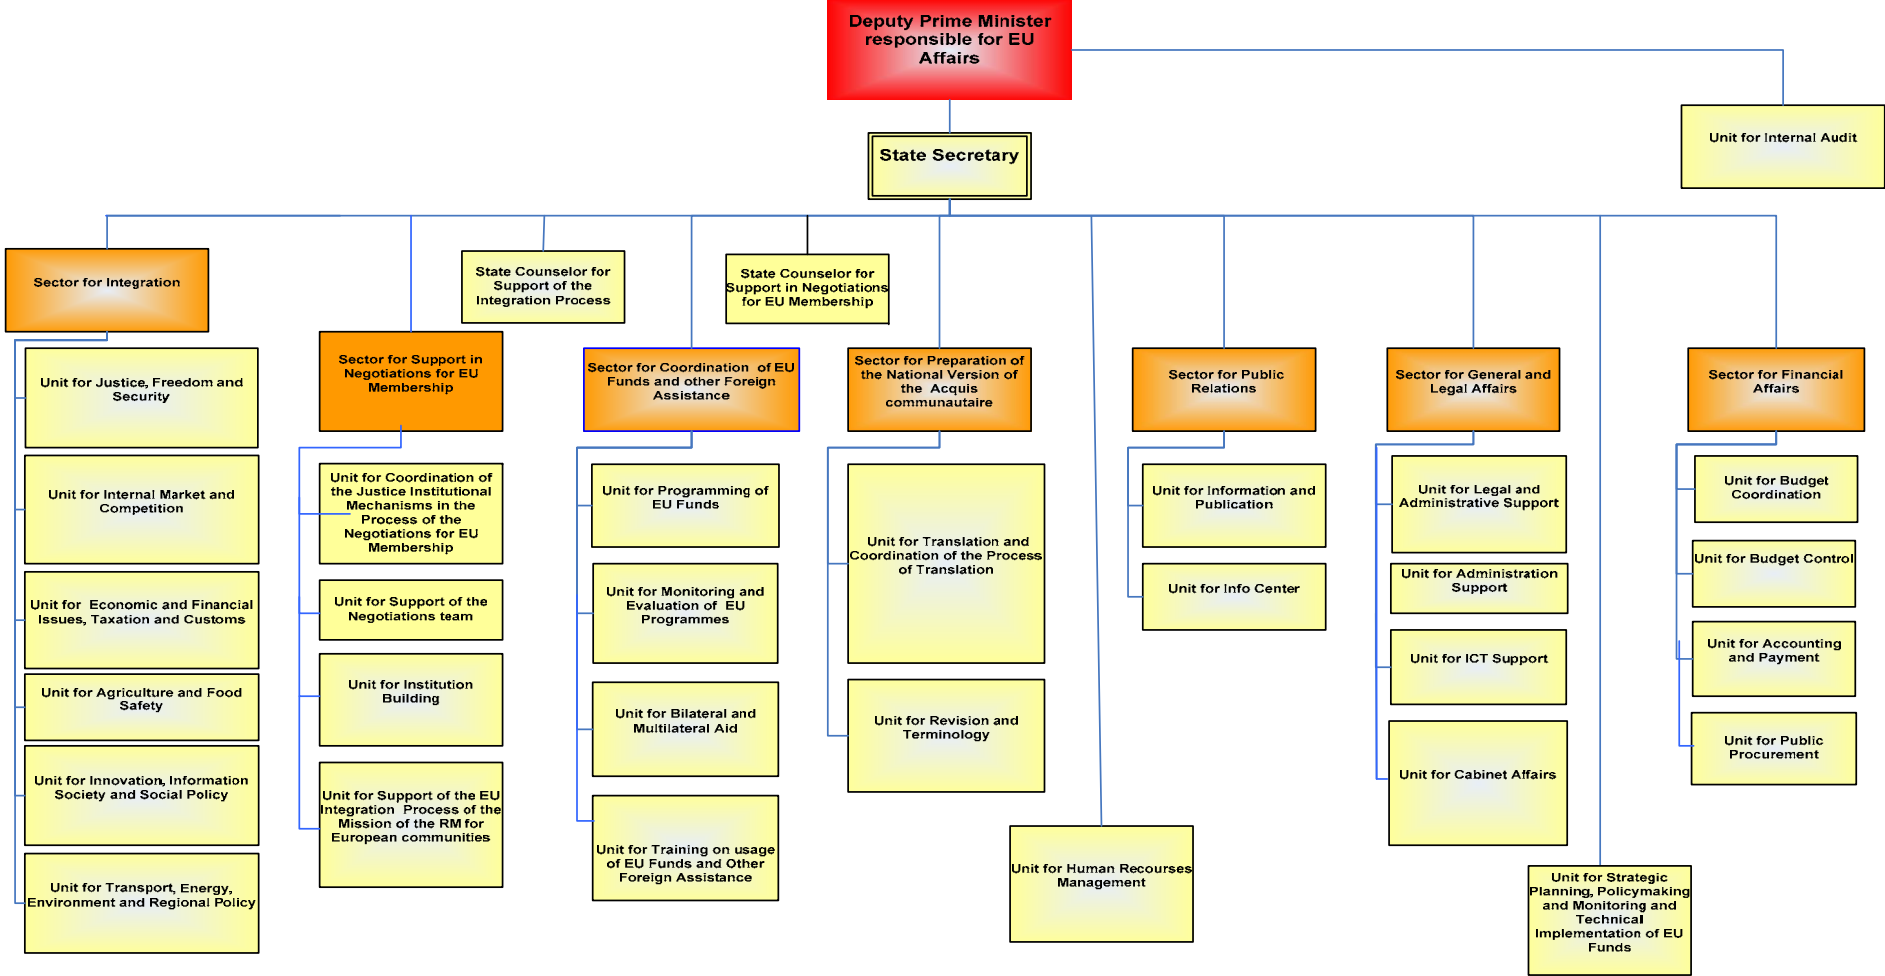 Deputy Prime Minister
responsible for EU
Affairs
Unit for Internal Audit
State Secretary
Sector for Integration
State Counselor for
Support of the
Integration Process
State Counselor for
Support in Negotiations
for EU Membership
Sector for Support in
Negotiations for EU
Membership
Sector for Coordination of EU
Funds and other Foreign
Assistance
Sector for Preparation of
the National Version of
the Acquis
communautaire
Sector for Public
Relations
Sector for General and
Legal Affairs
Sector for Financial
Affairs
Unit for Justice, Freedom and
Security
Unit for Internal Market and
Competition
Unit for Economic and Financial
Issues, Taxation and Customs
Unit for Agriculture and Food
Safety
Unit for Innovation, Information
Society and Social Policy
Unit for Transport, Energy,
Environment and Regional Policy
Unit for Coordination of
the Justice Institutional
Mechanisms in the
Process of the
Negotiations for EU
Membership
Unit for Support of the
Negotiations team
Unit for Institution
Building
Unit for Support of the EU
Integration Process of the
Mission of the RM for
European communities
Unit for Programming of
EU Funds
Unit for Monitoring and
Evaluation of EU
Programmes
Unit for Bilateral and
Multilateral Aid
Unit for Training on usage
of EU Funds and Other
Foreign Assistance
Unit for Translation and
Coordination of the Process
of Translation
Unit for Revision and
Terminology
Unit for Human Recourses
Management
Unit for Information and
Publication
Unit for Info Center
Unit for Legal and
Administrative Support
Unit for Administration
Support
Unit for ICT Support
Unit for Cabinet Affairs
Unit for Strategic
Planning, Policymaking
and Monitoring and
Technical
Implementation of EU
Funds
Unit for Budget
Coordination
Unit for Budget Control
Unit for Accounting
and Payment
Unit for Public
Procurement